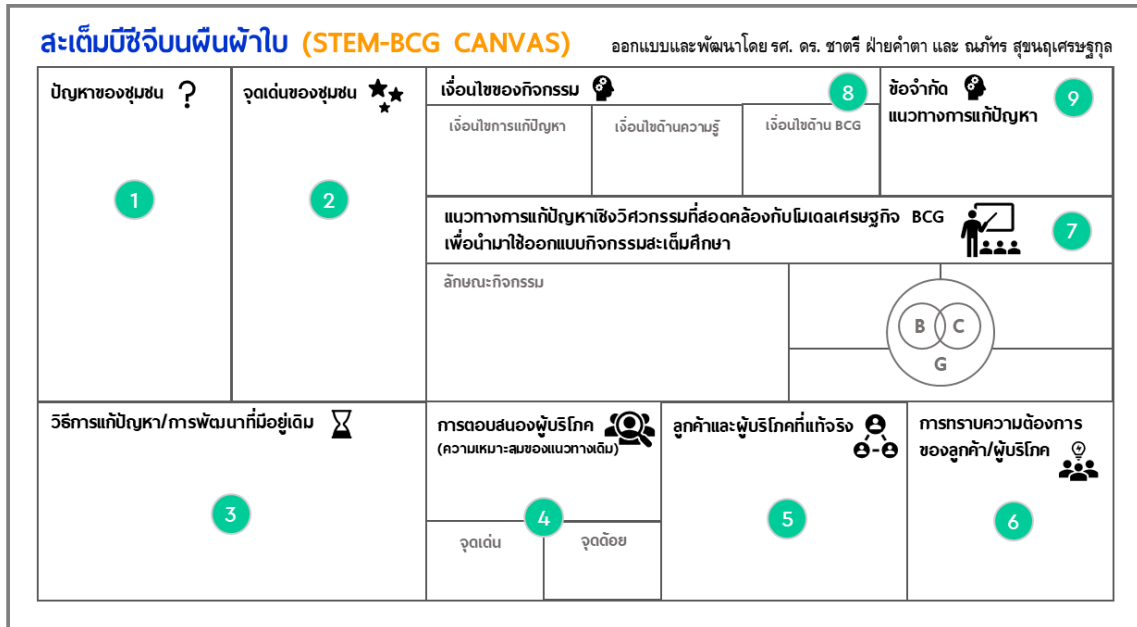 สะเต็มบีซีจีบนผืนผ้าใบ (STEM-BCG CANVAS)
ออกแบบและพัฒนาโดย รศ. ดร. ชาตรี ฝ่ายคำตา และ ณภัทร สุขนฤเศรษฐกุล
ปัญหาของชุมชน ?
1
จุดเด่นของชุมชน
2
เงื่อนไขของกิจกรรม
8
เงื่อนไขการแก้ปัญหา
เงื่อนไขด้านความรู้
เงื่อนไขด้าน BCG
ข้อจำกัด
แนวทางการแก้ปัญหา
9
แนวทางการแก้ปัญหาเชิงวิศวกรรมที่สอดคล้องกับโมเดลเศรษฐกิจ BCG
เพื่อนำมาใช้ออกแบบกิจกรรมสะเต็มศึกษา
7
ลักษณะกิจกรรม
B C
G
วิธีการแก้ปัญหา/การพัฒนาที่มีอยู่เดิม
3
การตอบสนองผู้บริโภค
(ความเหมาะสมของแนวทางเดิม)
4
จุดเด่น
จุดด้อย
ลูกค้าและผู้บริโภคที่แท้จริง
5
การทราบความต้องการ
ของลูกค้า/ผู้บริโภค
6